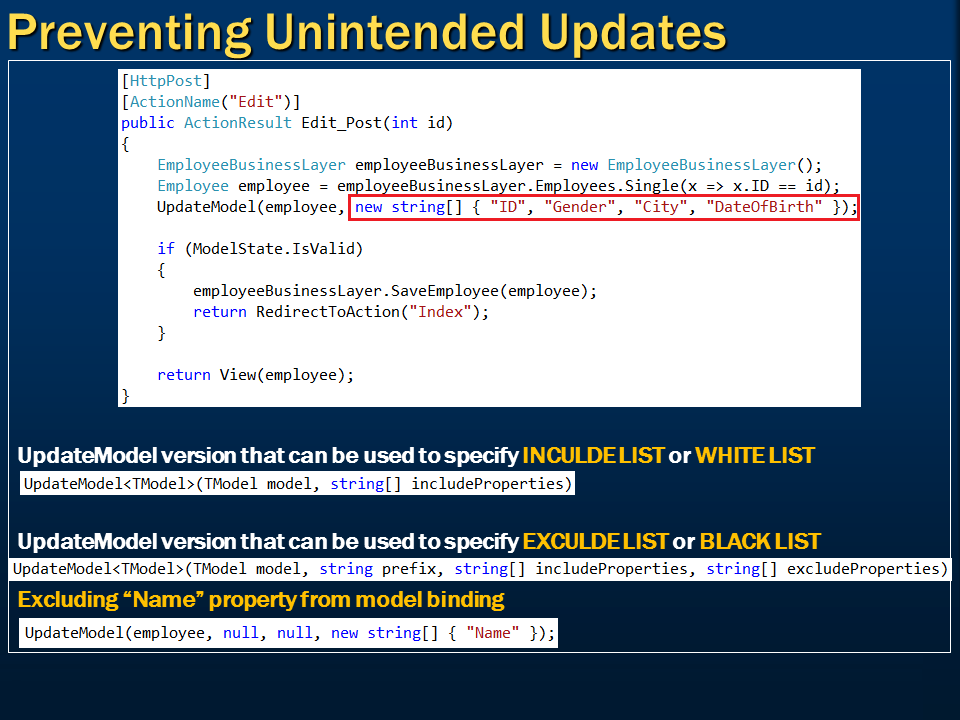 Preventing Unintended Updates
[HttpPost]
[ActionName("Edit")]
public ActionResult Edit_Post(int id)
{
    EmployeeBusinessLayer employeeBusinessLayer = new EmployeeBusinessLayer();
    Employee employee = employeeBusinessLayer.Employees.Single(x => x.ID == id);
    UpdateModel(employee, new string[] { "ID", "Gender", "City", "DateOfBirth" });
    if (ModelState.IsValid)
    {
        employeeBusinessLayer.SaveEmployee(employee);
        return RedirectToAction("Index");
    }
    return View(employee);
}
UpdateModel version that can be used to specify INCULDE LIST or WHITE LIST
UpdateModel<TModel>(TModel model, string[] includeProperties)
UpdateModel version that can be used to specify EXCULDE LIST or BLACK LIST
UpdateModel<TModel>(TModel model, string prefix, string[] includeProperties, string[] excludeProperties)
Excluding “Name” property from model binding
UpdateModel(employee, null, null, new string[] { "Name" });